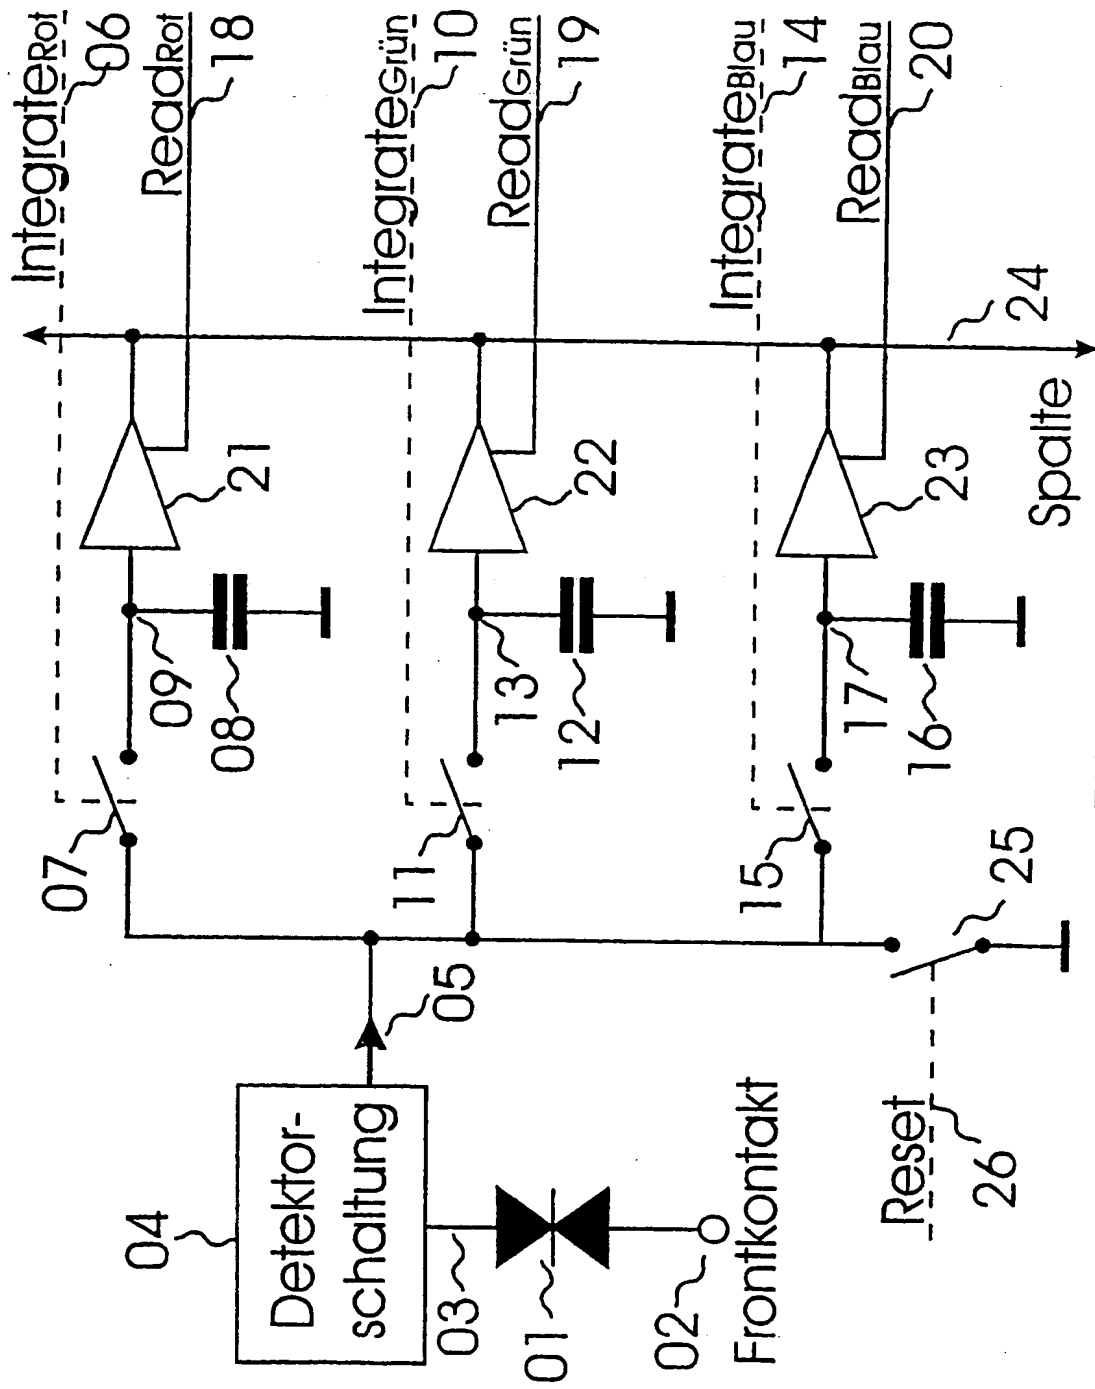 IntegrateRot
06
ReadRot
18
07
09
08
21
IntegrateGrün
10
ReadGrün
19
11
13
12
22
IntegrateBlau
14
ReadBlau
20
15
17
16
23
24
Spalte
04
Detektor-
schaltung
05
03
01
02
Frontkontakt
Reset
26
25